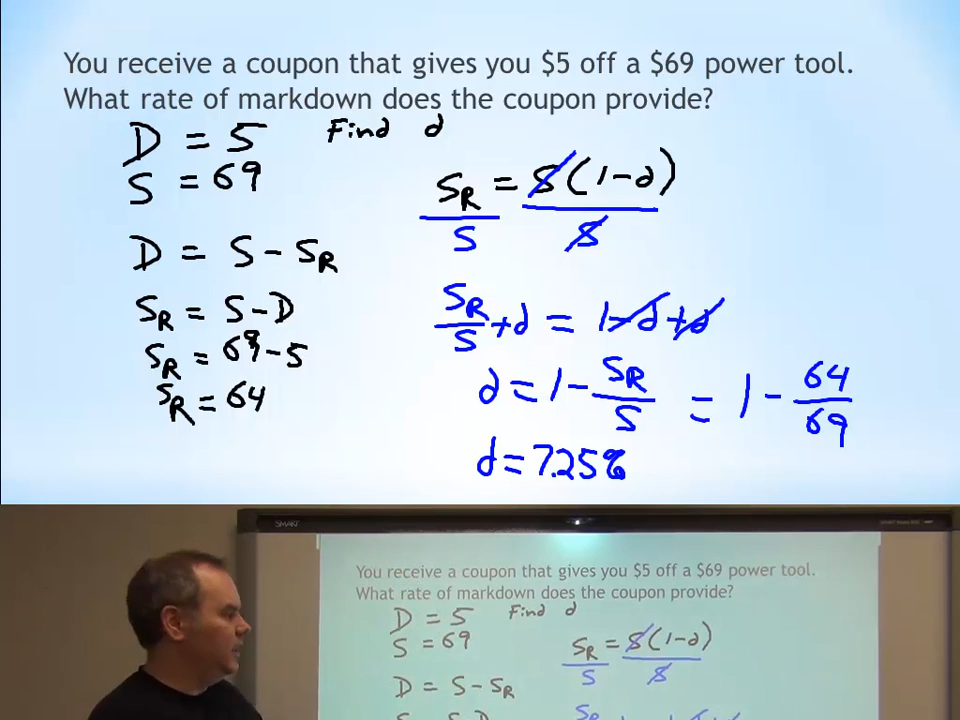 You receive a coupon that gives you $5 off a $69 power tool.
What rate of markdown does the coupon provide?
D = 5
Find d
S = 69
S_R = S(1-d)
S
S
D = S - S_R
S_R = S - D
S_R/S + d = 1 - d + d
S_R = 69 - 5
S_R = 64
d = 1 - S_R/S = 1 - 64/69
d = 7.25%
SMART
You receive a coupon that gives you $5 off a $69 power tool.
What rate of markdown does the coupon provide?
D = 5
Find d
S = 69
S_R = S(1-d)
S
S
D = S - S_R